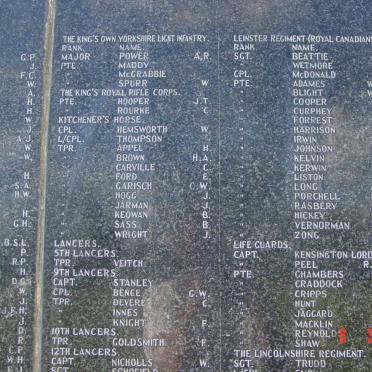 G.P.
J.
F.C.
W.
A.
H.
H.
W.
J.
A.J.
W.
W.
H.
S.A.
H.W.
H.
G.H.
B.S.L.
P.
R.P.
H.
D.C.
W.
J.
F.H.
J.
D.
R.
C.P.
H.H.
THE KING'S OWN YORKSHIRE LIGHT INFANTRY.
RANK. NAME.
MAJOR POWER A.R.
PTE. MADDY
" McGRABBIE
" SPURR W.
THE KING'S ROYAL RIFLE CORPS.
PTE. HOOPER J.T.
" ROURKE C.
KITCHENER'S HORSE.
CPL. HEMSWORTH W.
L/CPL. THOMPSON A.
TPR. APPEL H.
" BROWN H.A.
" CARVILLE C.
" FORD E.
" GARISCH C.W.
" HOGG J.
" JARMAN J.
" KEOWAN B.
" SASS B.
" WRIGHT J.
LANCERS.
5TH LANCERS.
TPR. VEITCH
9TH LANCERS.
CAPT. STANLEY
CPL. BENCE G.W.
TPR. DEVERE C.
" INNES
" KNIGHT F.
10TH LANCERS.
TPR. GOLDSMITH F.
12TH LANCERS.
CAPT. NICHOLLS W.
SGT. SCHOFIELD
LEINSTER REGIMENT (ROYAL CANADIANS
RANK NAME.
SGT. BEATTIE
" WETMORE
CPL. McDONALD
PTE. ADAMES W
" BLIGHT W
" COOPER
" CURPHEY
" FORREST
" HARRISON
" IRWIN
" JOHNSON
" KELVIN
" KERWIN
" LISTON
" LONG
" PORCHELL
" RASBERY
" HICKEY
" VERNORMAN
" ZONG
LIFE GUARDS.
CAPT. KENSINGTON LORD
" PEEL R.
PTE. CHAMBERS
" CRADDOCK
" CRIPPS
" HUNT
" JAGGARD
" MACKLIN
" REYNOLD
" SHAW
THE LINCOLNSHIRE REGIMENT.
SGT. TRUDD